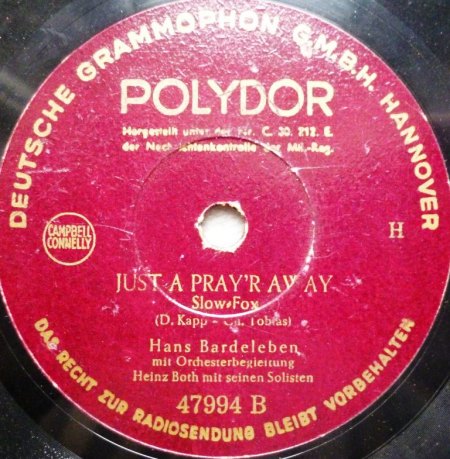 DEUTSCHE GRAMMOPHON G.M.B.H. HANNOVER
POLYDOR
Hergestellt unter der Nr. C. 30. 212. E.
der Nachrichtenkontrolle der Mil.-Reg.
CAMPBELL
CONNELLY
H
JUST A PRAY'R AWAY
Slow-Fox
(D. Kapp - Ch. Tobias)
Hans Bardeleben
mit Orchesterbegleitung
Heinz Both mit seinen Solisten
47994 B
DAS RECHT ZUR RADIOSENDUNG BLEIBT VORBEHALTEN